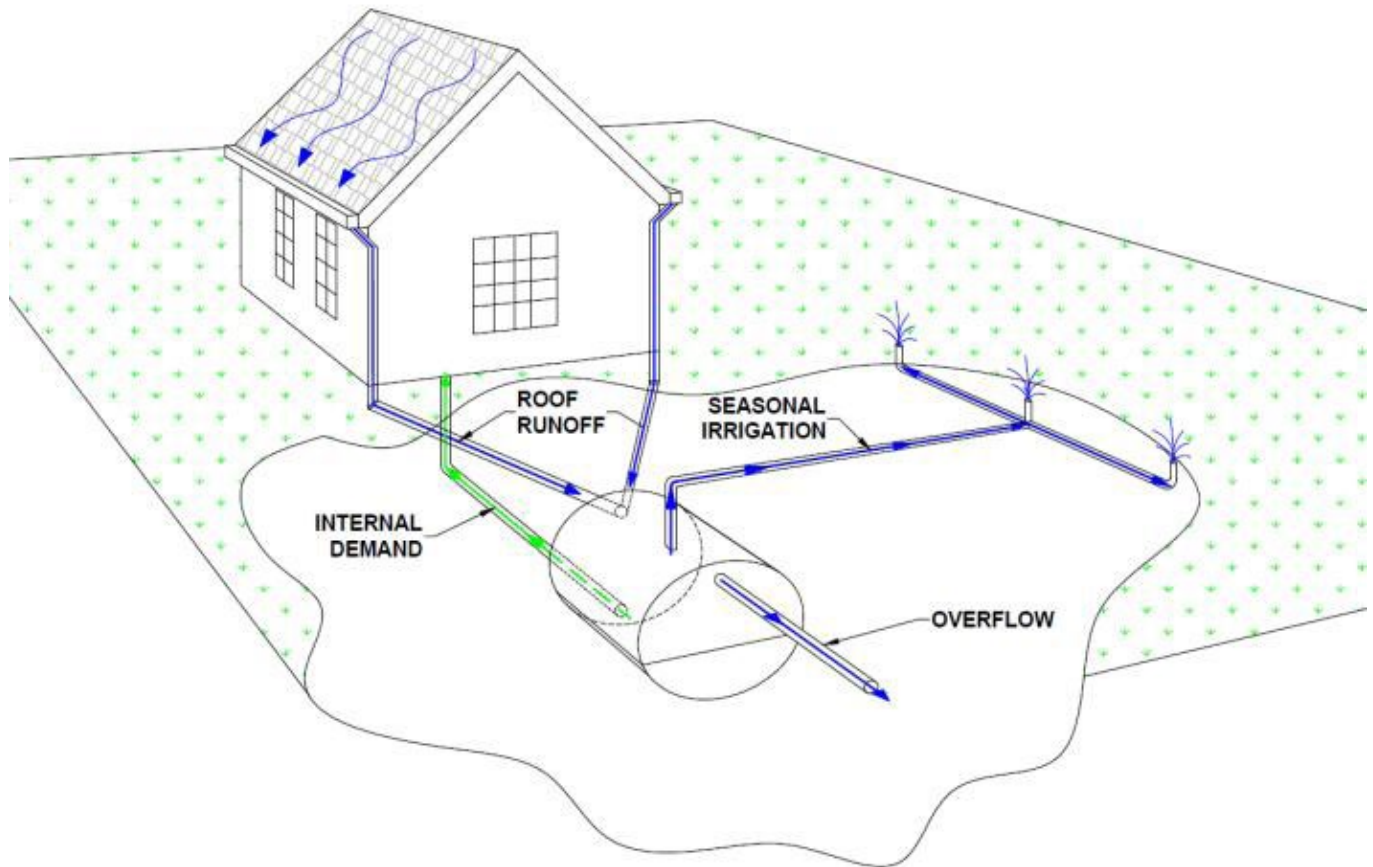 ROOF
RUNOFF
SEASONAL
IRRIGATION
INTERNAL
DEMAND
OVERFLOW